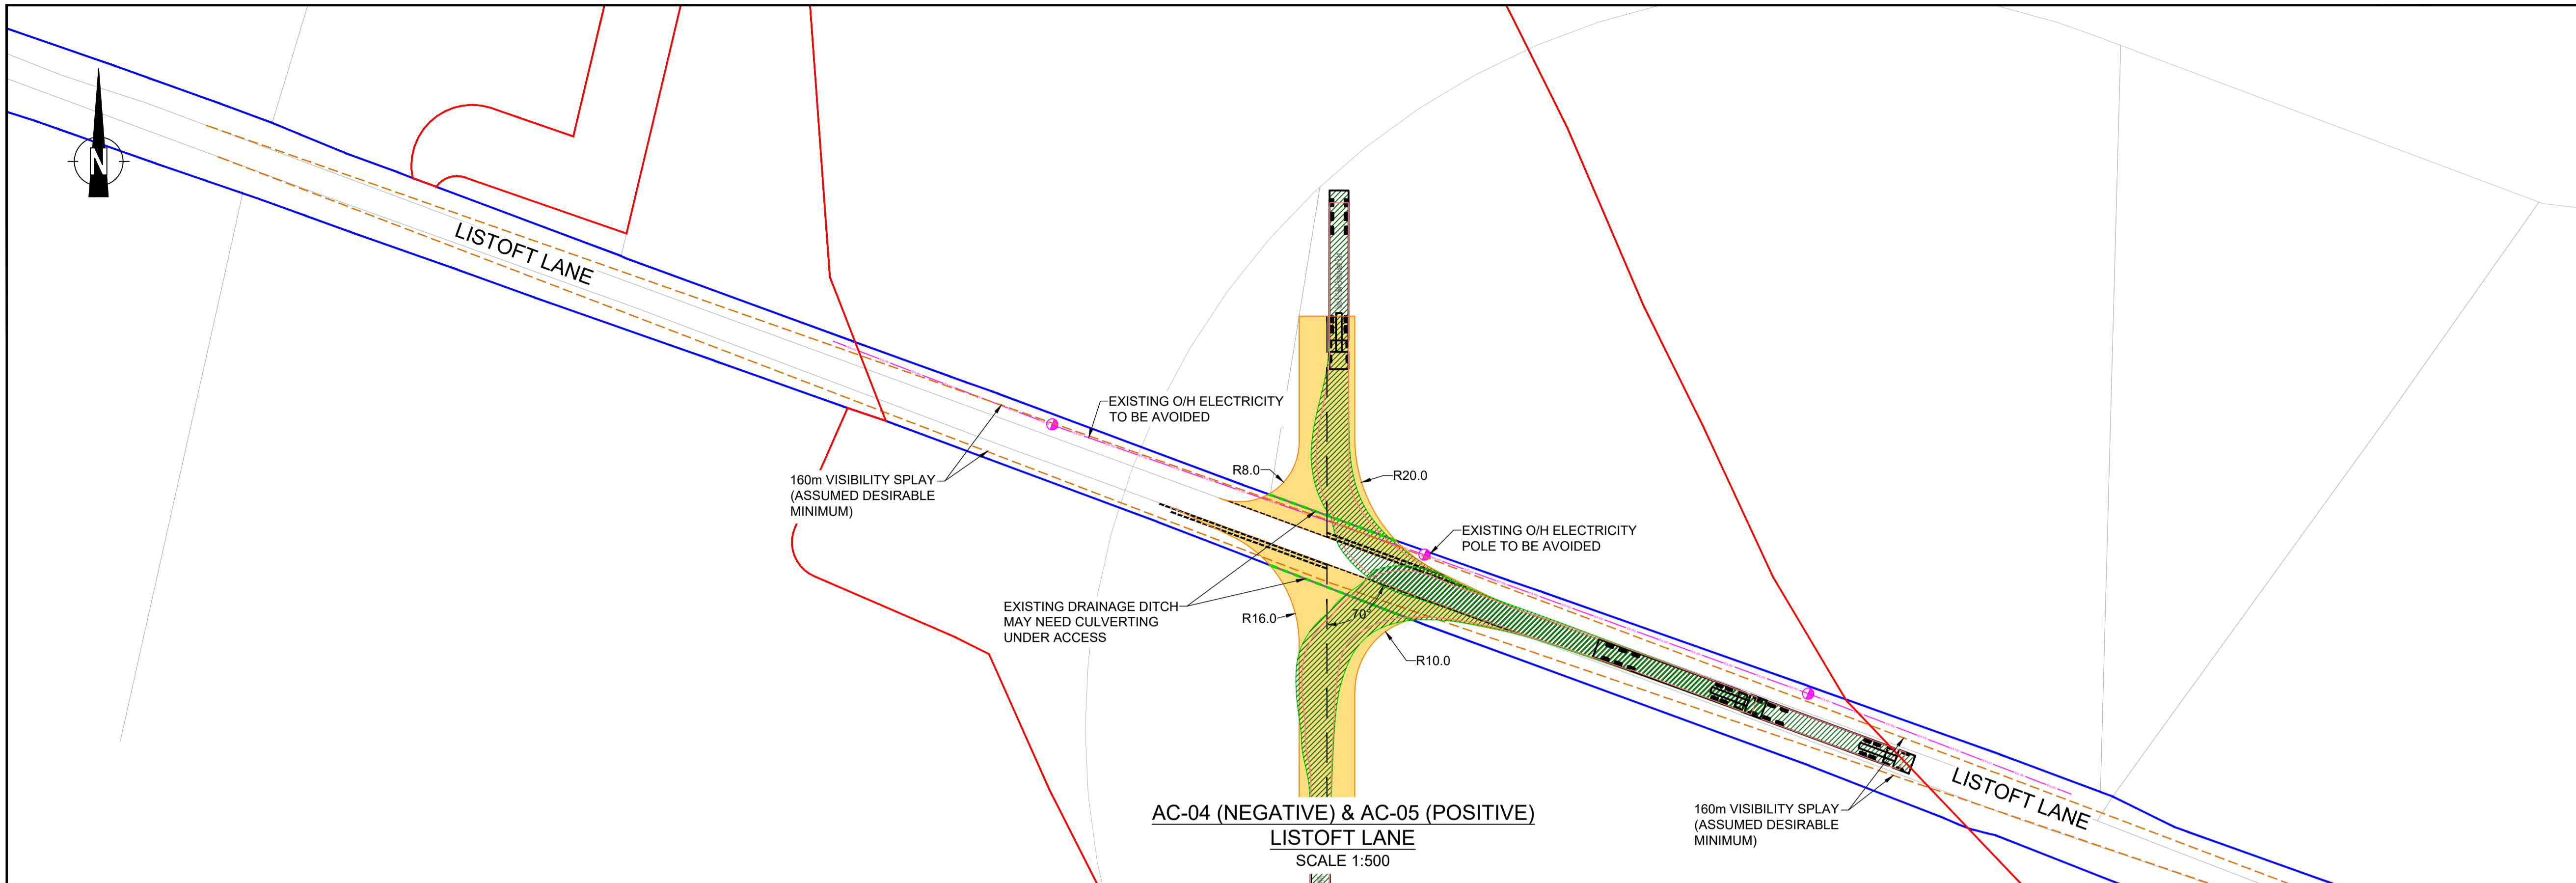 N
LISTOFT LANE
EXISTING O/H ELECTRICITY
TO BE AVOIDED
160m VISIBILITY SPLAY
(ASSUMED DESIRABLE
MINIMUM)
R8.0
R20.0
EXISTING O/H ELECTRICITY
POLE TO BE AVOIDED
EXISTING DRAINAGE DITCH
MAY NEED CULVERTING
UNDER ACCESS
R16.0
70°
R10.0
AC-04 (NEGATIVE) & AC-05 (POSITIVE)
LISTOFT LANE
SCALE 1:500
160m VISIBILITY SPLAY
(ASSUMED DESIRABLE
MINIMUM)
LISTOFT LANE